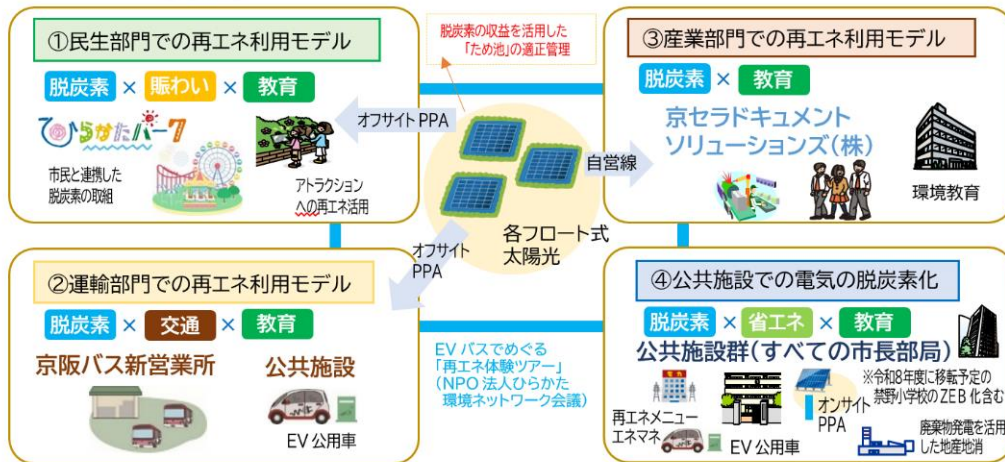 ①民生部門での再エネ利用モデル
脱炭素 × 賑わい × 教育
ひらかたパーク
市民と連携した
脱炭素の取組
アトラクション
への再エネ活用
脱炭素の収益を活用した
「ため池」の適正管理
オフサイト PPA
自営線
各フロート式
太陽光
オフサイト
PPA
③産業部門での再エネ利用モデル
脱炭素 × 教育
京セラドキュメント
ソリューションズ(株)
環境教育
②運輸部門での再エネ利用モデル
脱炭素 × 交通 × 教育
京阪バス新営業所
公共施設
EV 公用車
EV バスでめぐる
「再エネ体験ツアー」
(NPO 法人ひらかた
環境ネットワーク会議)
④公共施設での電気の脱炭素化
脱炭素 × 省エネ × 教育
公共施設群(すべての市長部局)
再エネメニュー
エネマネ
EV 公用車
オンサイト
PPA
※令和8年度に移転予定の
禁野小学校のZEB 化含む
廃棄物発電を活用
した地産地消